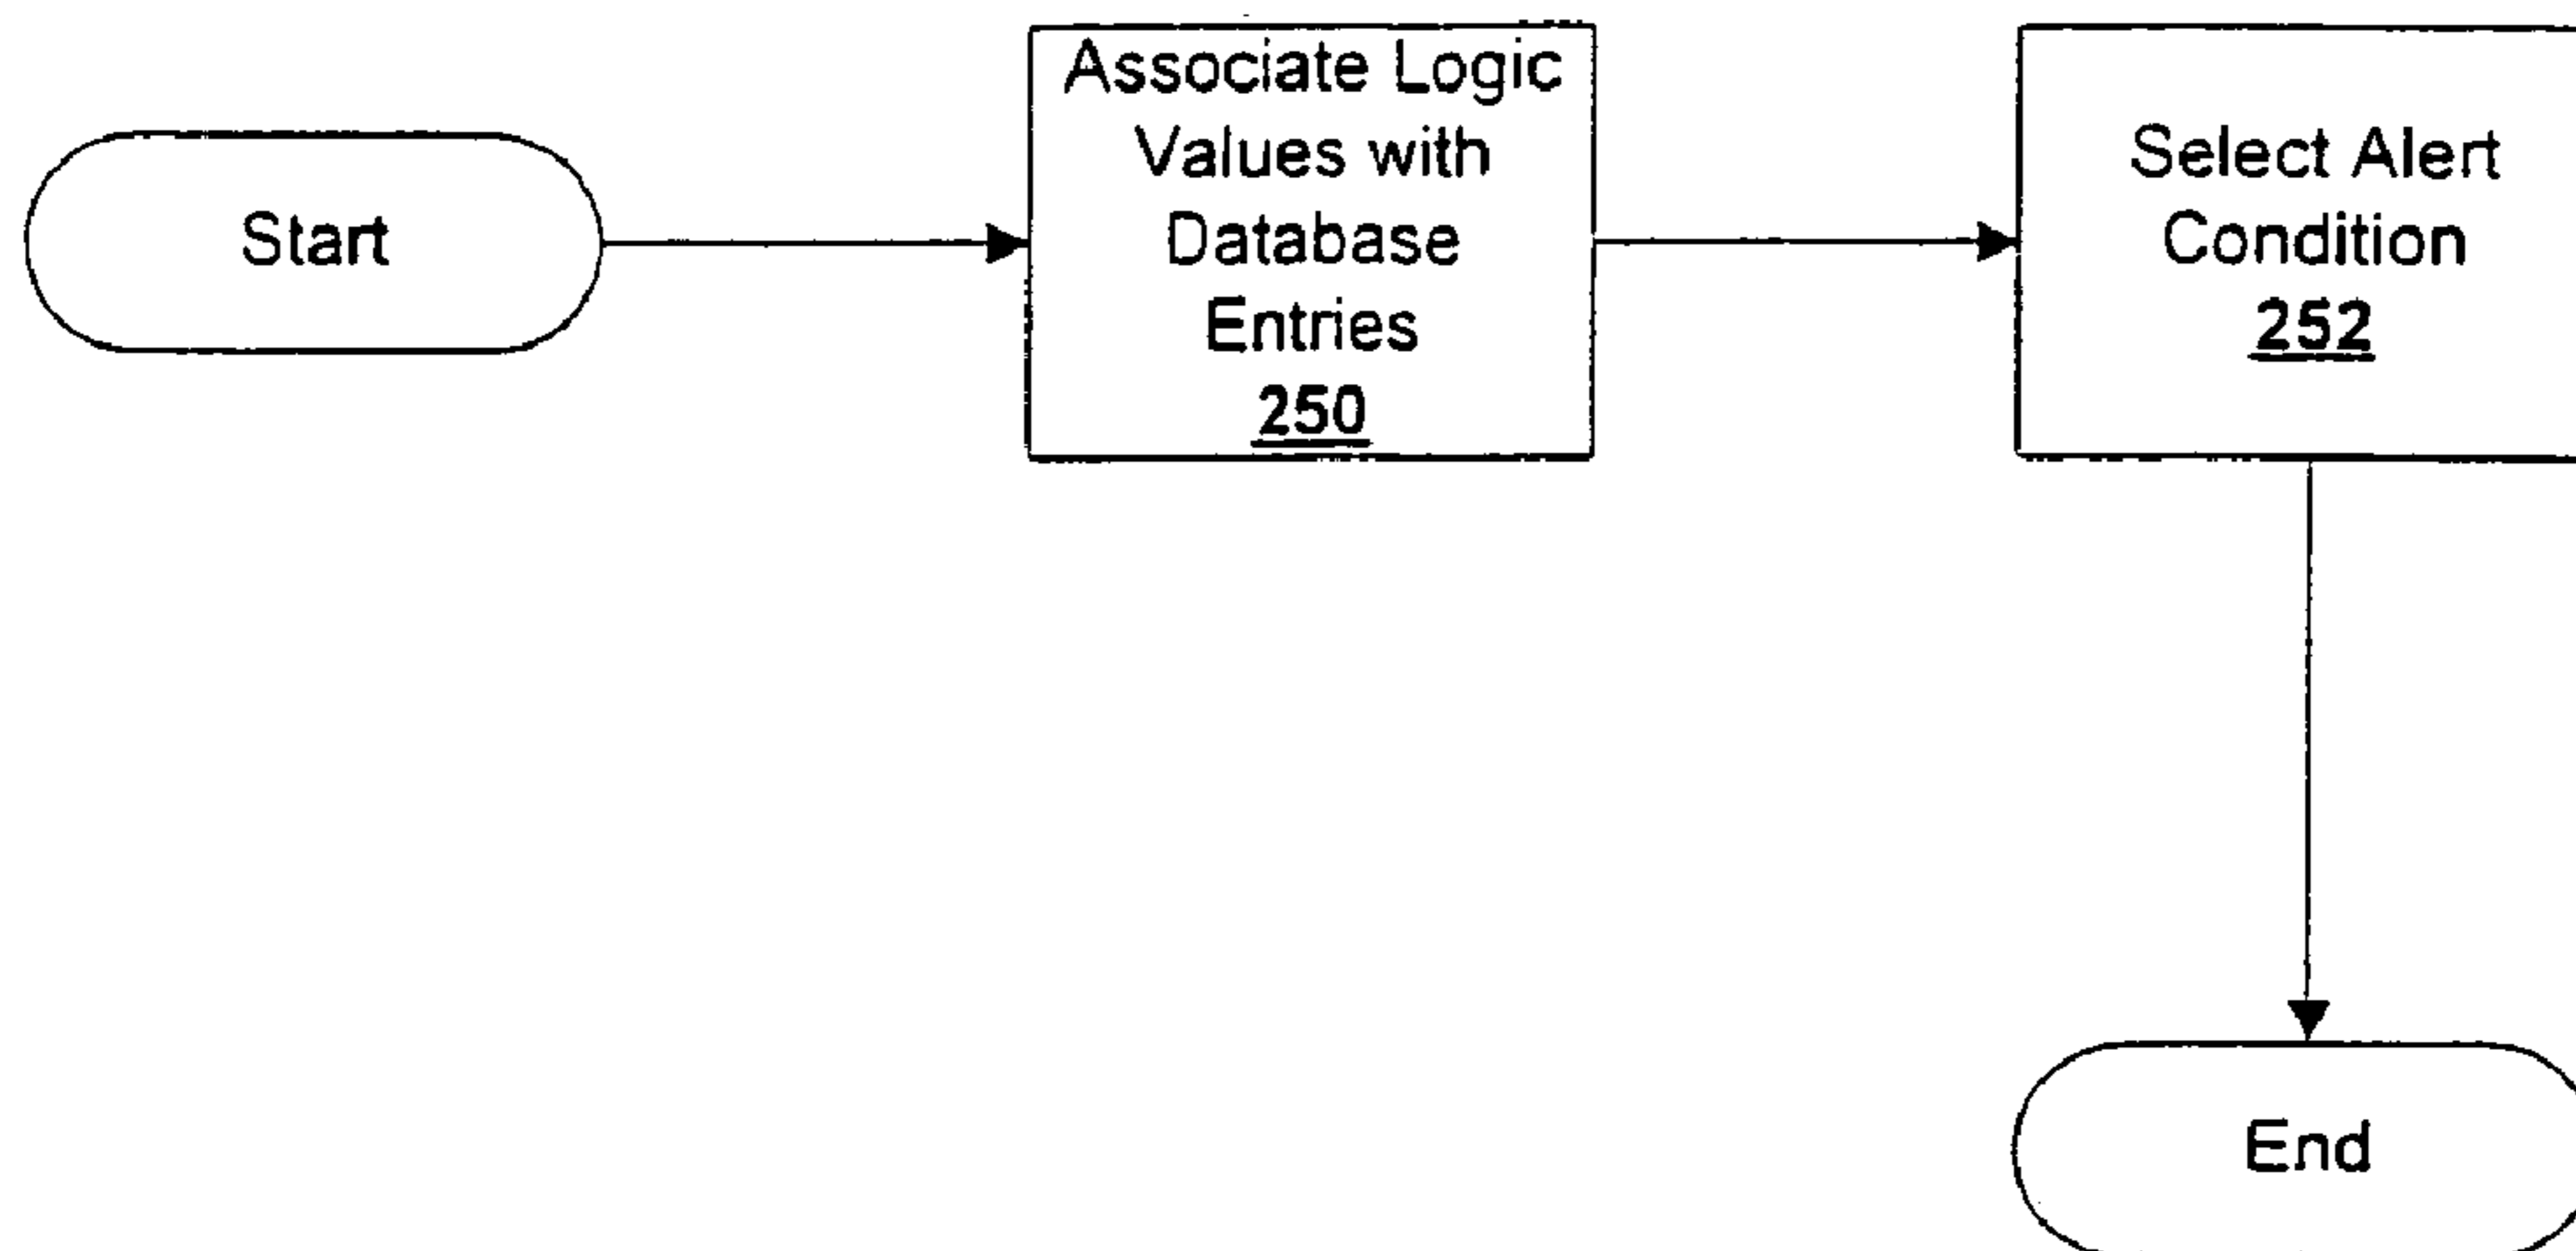 Start
Associate Logic
Values with
Database
Entries
250
Select Alert
Condition
252
End